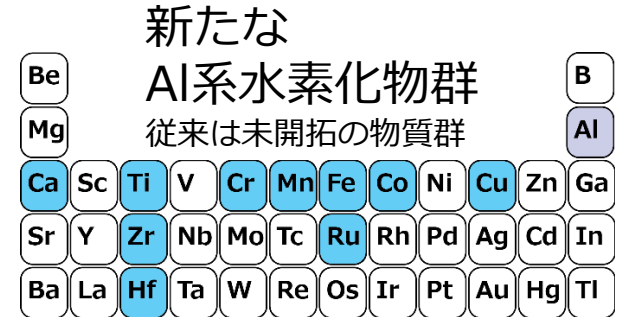 新たな
Al系水素化物群
従来は未開拓の物質群
Be B
Mg Al
Ca Sc Ti V Cr Mn Fe Co Ni Cu Zn Ga
Sr Y Zr Nb Mo Tc Ru Rh Pd Ag Cd In
Ba La Hf Ta W Re Os Ir Pt Au Hg Tl